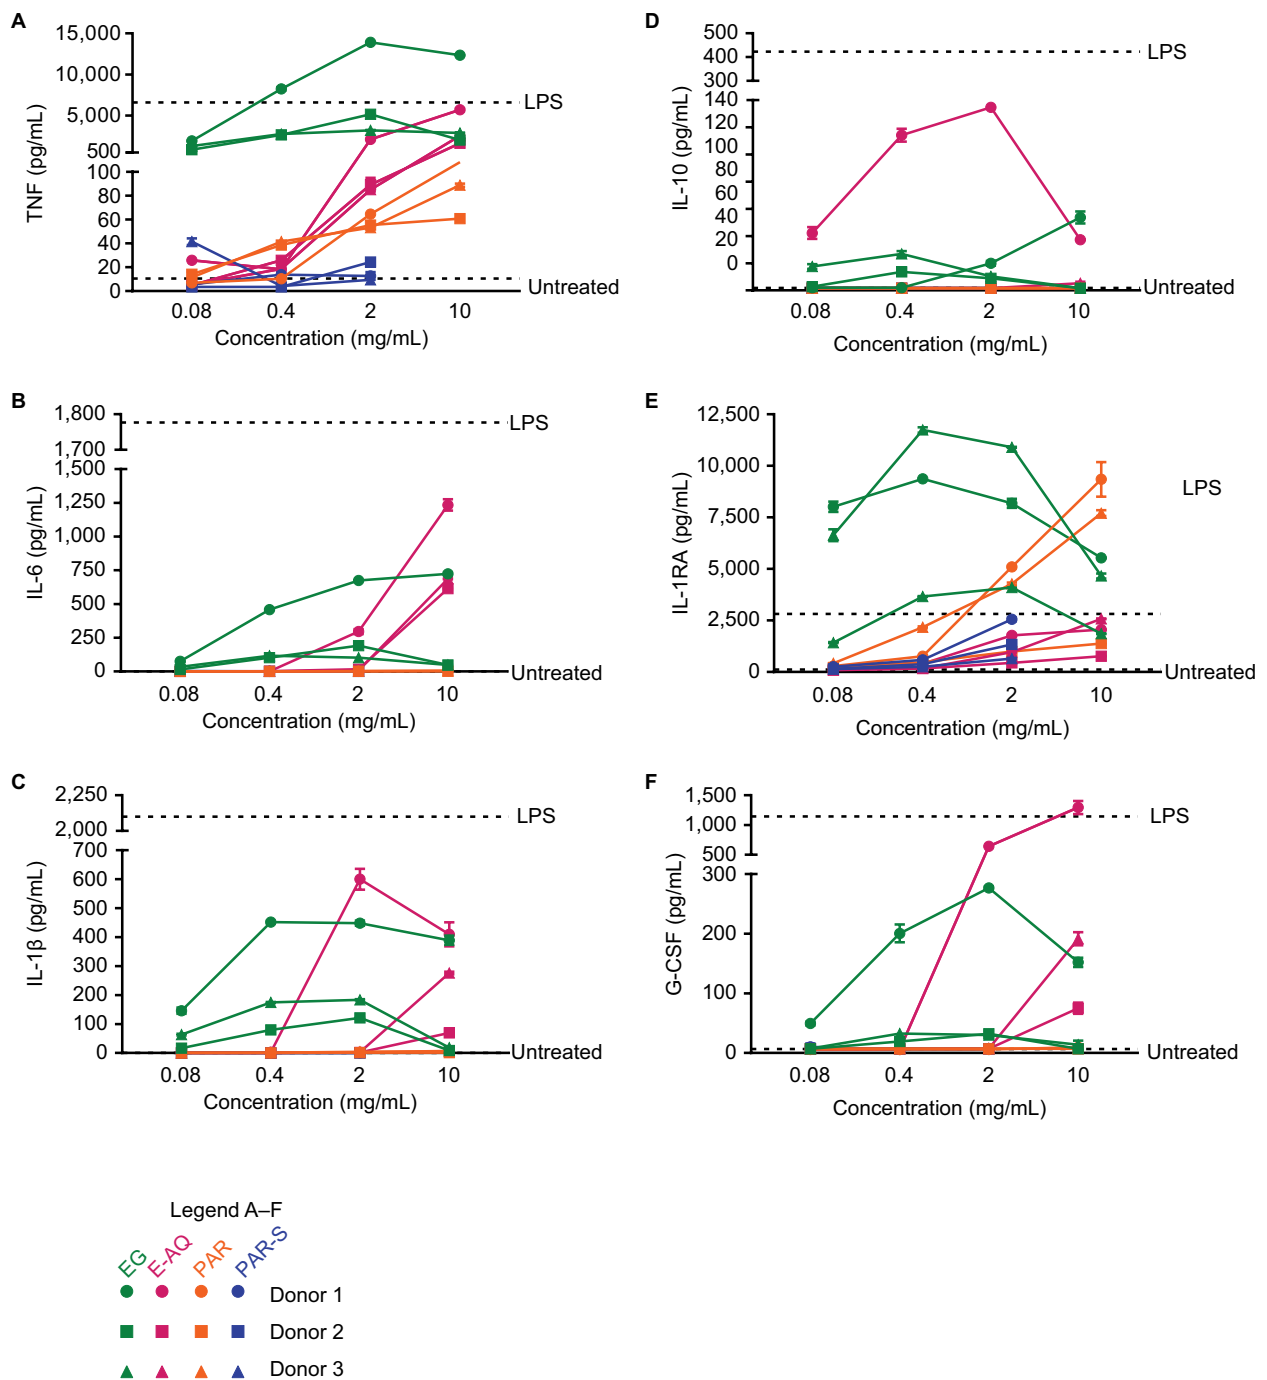 A
15,000
10,000
5,000
500
100
80
60
40
20
0
TNF (pg/mL)
LPS
Untreated
0.08 0.4 2 10
Concentration (mg/mL)
D
500
400
300
140
120
100
80
60
40
20
0
IL-10 (pg/mL)
LPS
Untreated
0.08 0.4 2 10
Concentration (mg/mL)
B
1,800
1,700
1,500
1,250
1,000
750
500
250
0
IL-6 (pg/mL)
LPS
Untreated
0.08 0.4 2 10
Concentration (mg/mL)
E
12,500
10,000
7,500
5,000
2,500
0
IL-1RA (pg/mL)
LPS
Untreated
0.08 0.4 2 10
Concentration (mg/mL)
C
2,250
2,000
700
600
500
400
300
200
100
0
IL-1β (pg/mL)
LPS
Untreated
0.08 0.4 2 10
Concentration (mg/mL)
F
1,500
1,000
500
300
200
100
0
G-CSF (pg/mL)
LPS
Untreated
0.08 0.4 2 10
Concentration (mg/mL)
Legend A–F
EG E-AQ PAR PAR-S
Donor 1
Donor 2
Donor 3